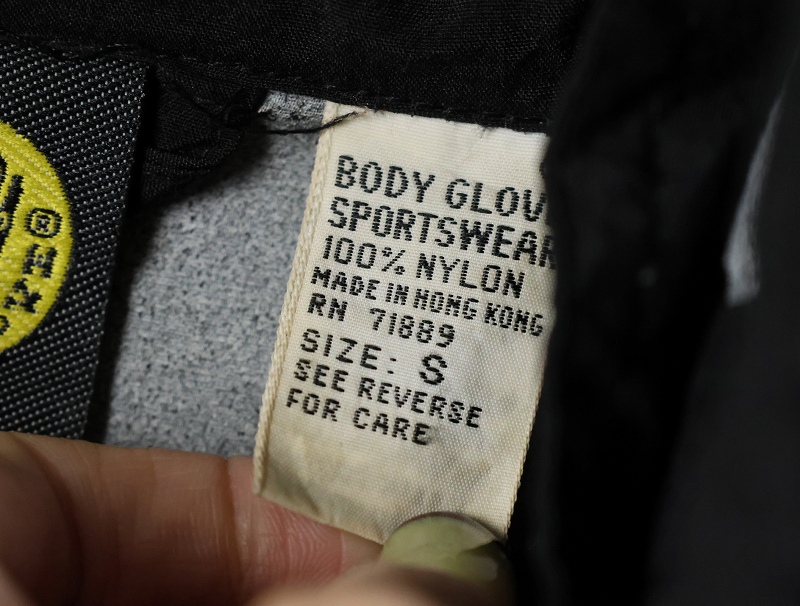 BODY GLOV
SPORTSWEAR
100% NYLON
MADE IN HONG KONG
RN 71889
SIZE: S
SEE REVERSE
FOR CARE
®